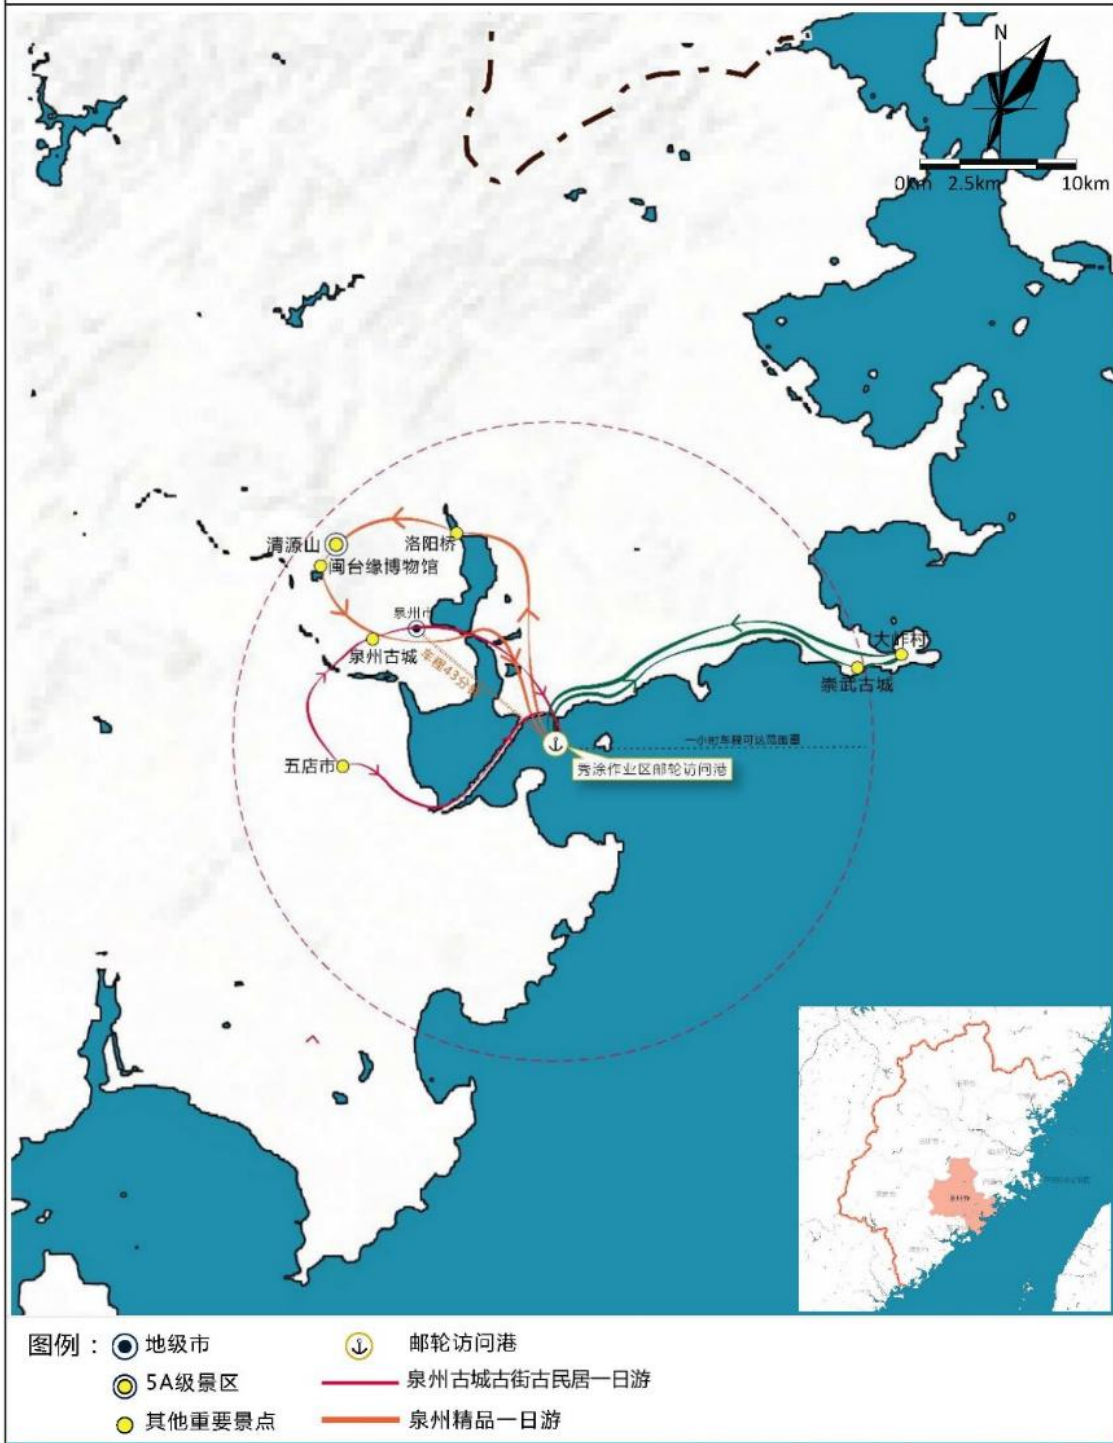 N
0km 2.5km 10km
清源山
洛阳桥
闽台缘博物馆
泉州市
泉州古城
车程43分钟
大岞村
崇武古城
五店市
一小时车程可达范围圈
秀涂作业区邮轮访问港
图例：
地级市
邮轮访问港
5A级景区
泉州古城古街古民居一日游
其他重要景点
泉州精品一日游